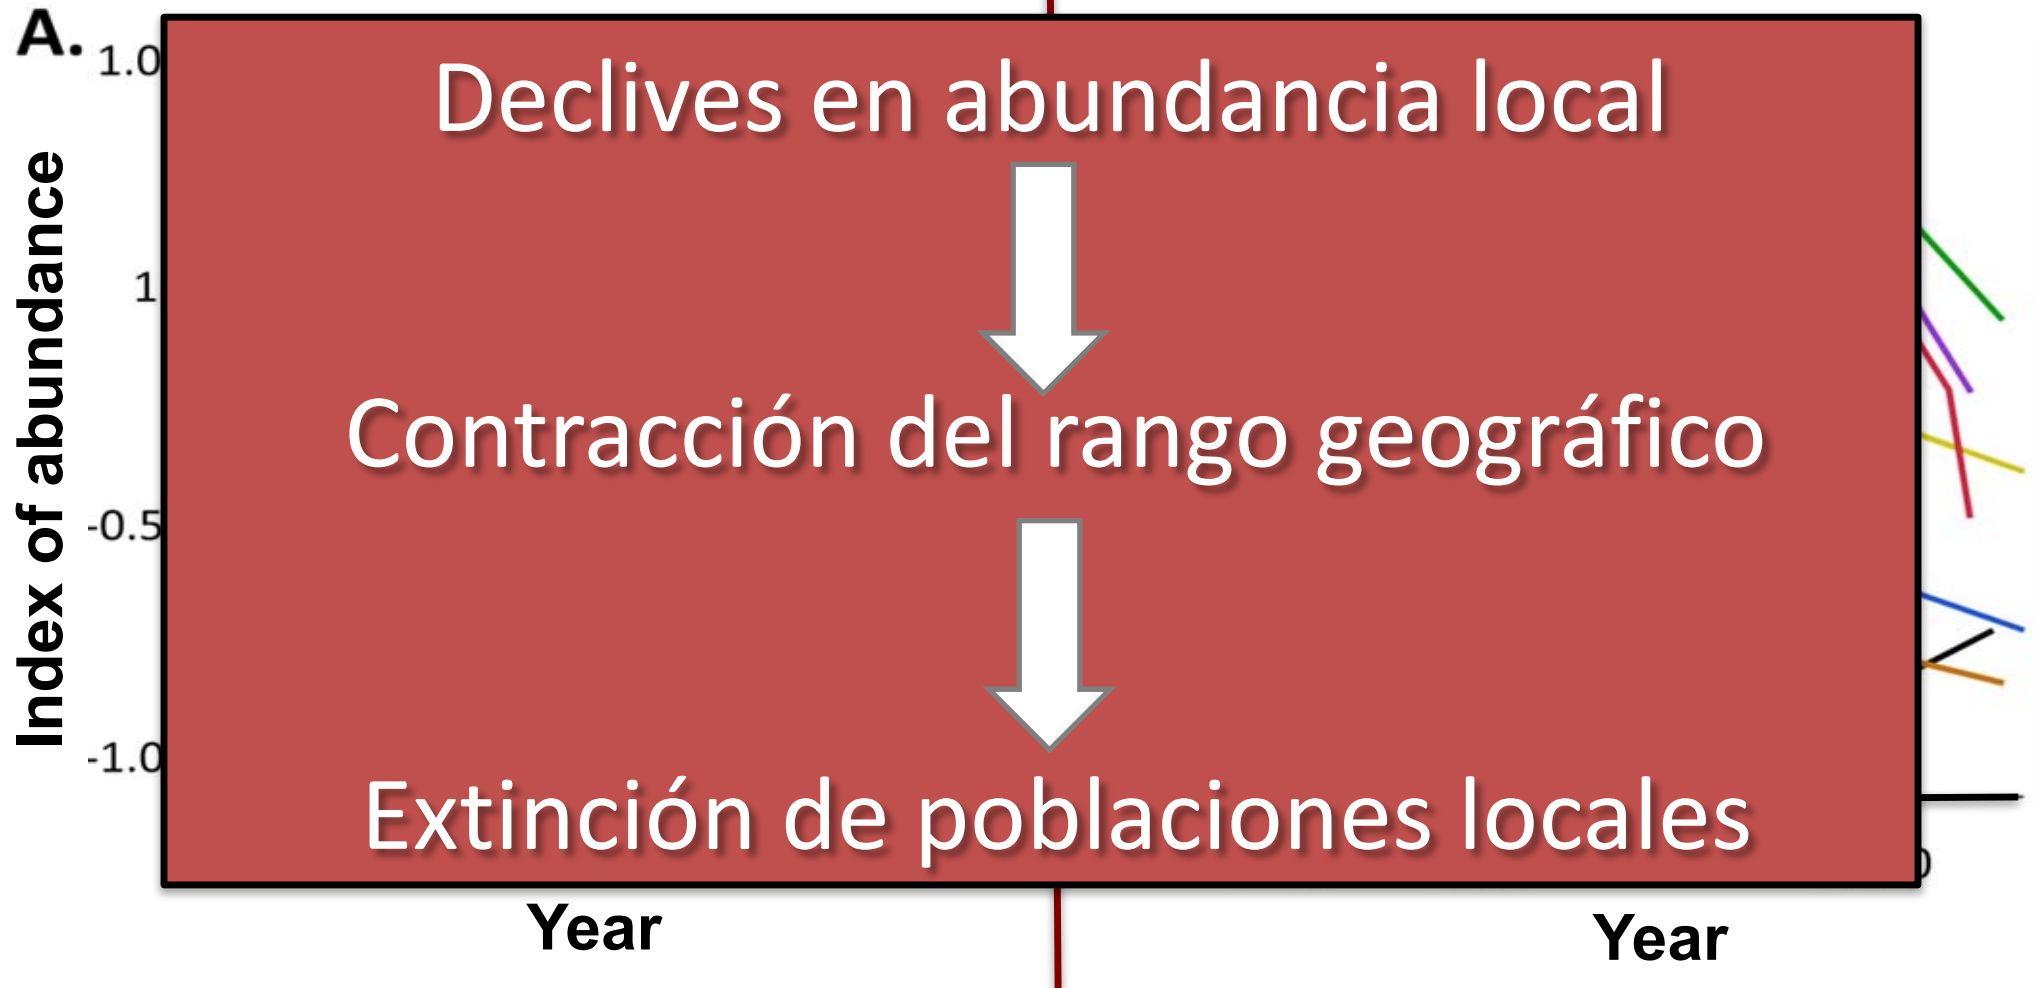 A.
1.0
Declives en abundancia local
Index of abundance
1
Contracción del rango geográfico
-0.5
-1.0
Extinción de poblaciones locales
Year
Year